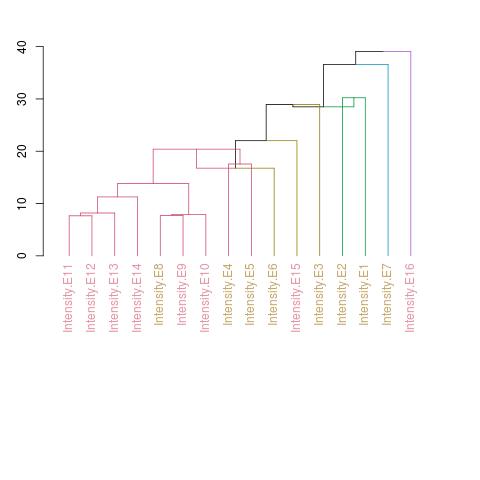 40
30
20
10
0
Intensity.E11
Intensity.E12
Intensity.E13
Intensity.E14
Intensity.E8
Intensity.E9
Intensity.E10
Intensity.E4
Intensity.E5
Intensity.E6
Intensity.E15
Intensity.E3
Intensity.E2
Intensity.E1
Intensity.E7
Intensity.E16